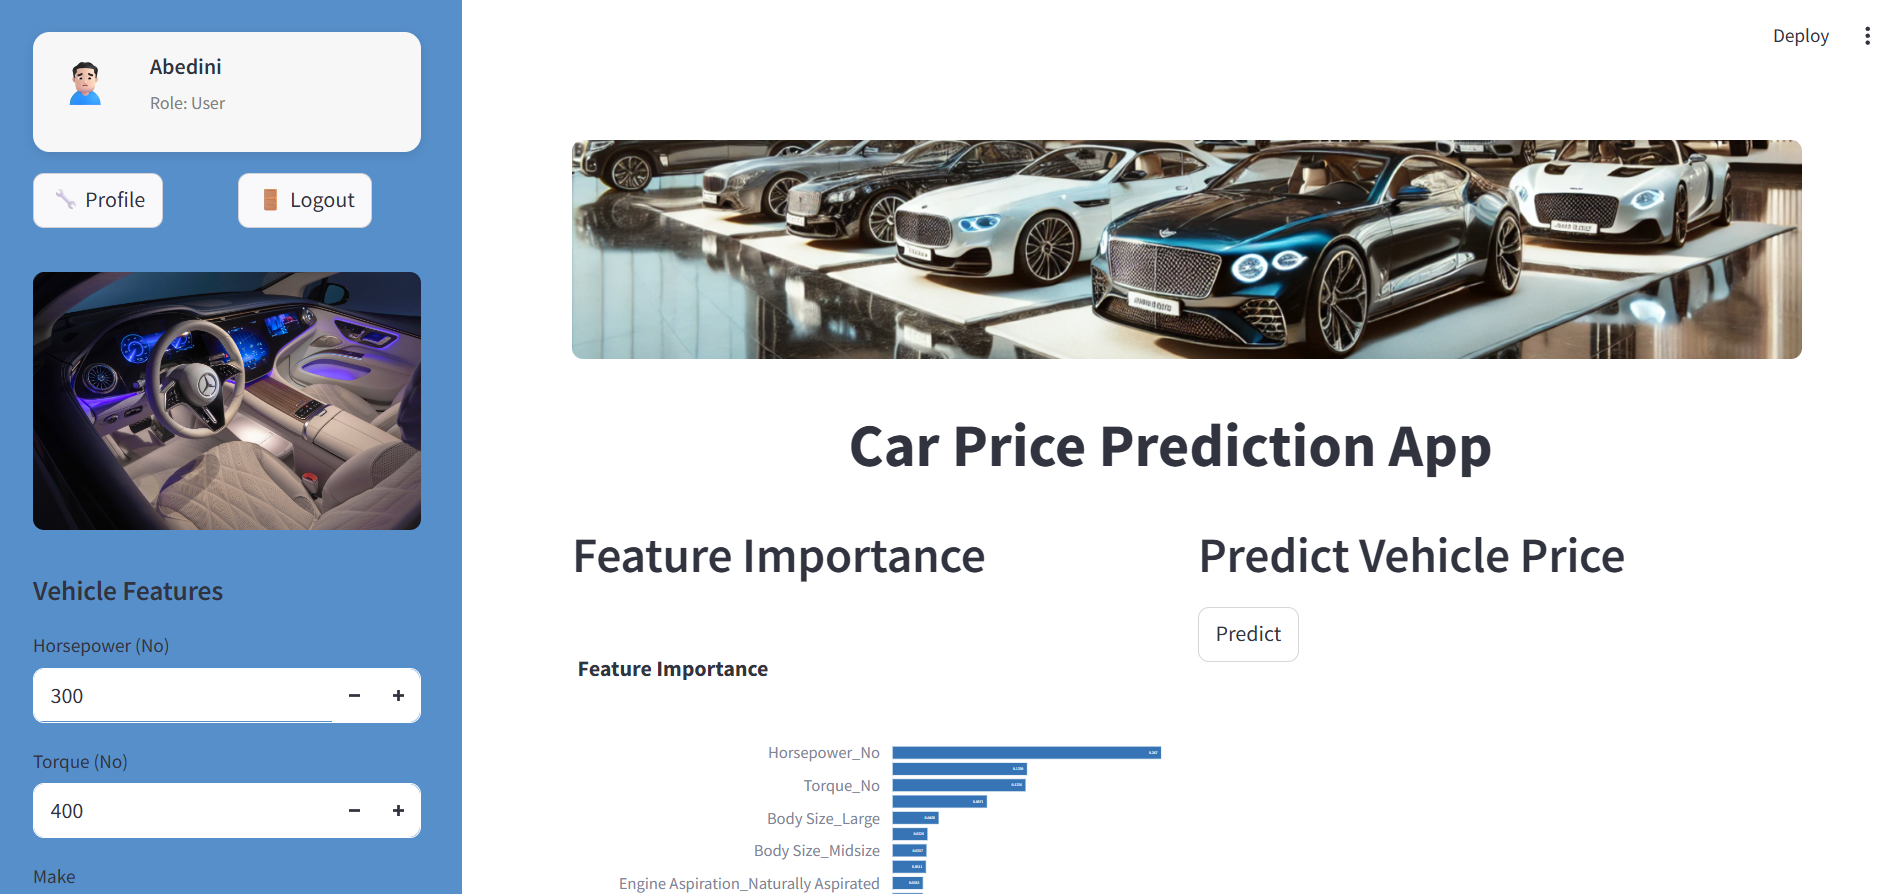 Deploy
Abedini
Role: User
Profile
Logout
Vehicle Features
Horsepower (No)
300
Torque (No)
400
Make
Car Price Prediction App
Feature Importance
Predict Vehicle Price
Predict
Feature Importance
Horsepower_No
Torque_No
Body Size_Large
Body Size_Midsize
Engine Aspiration_Naturally Aspirated